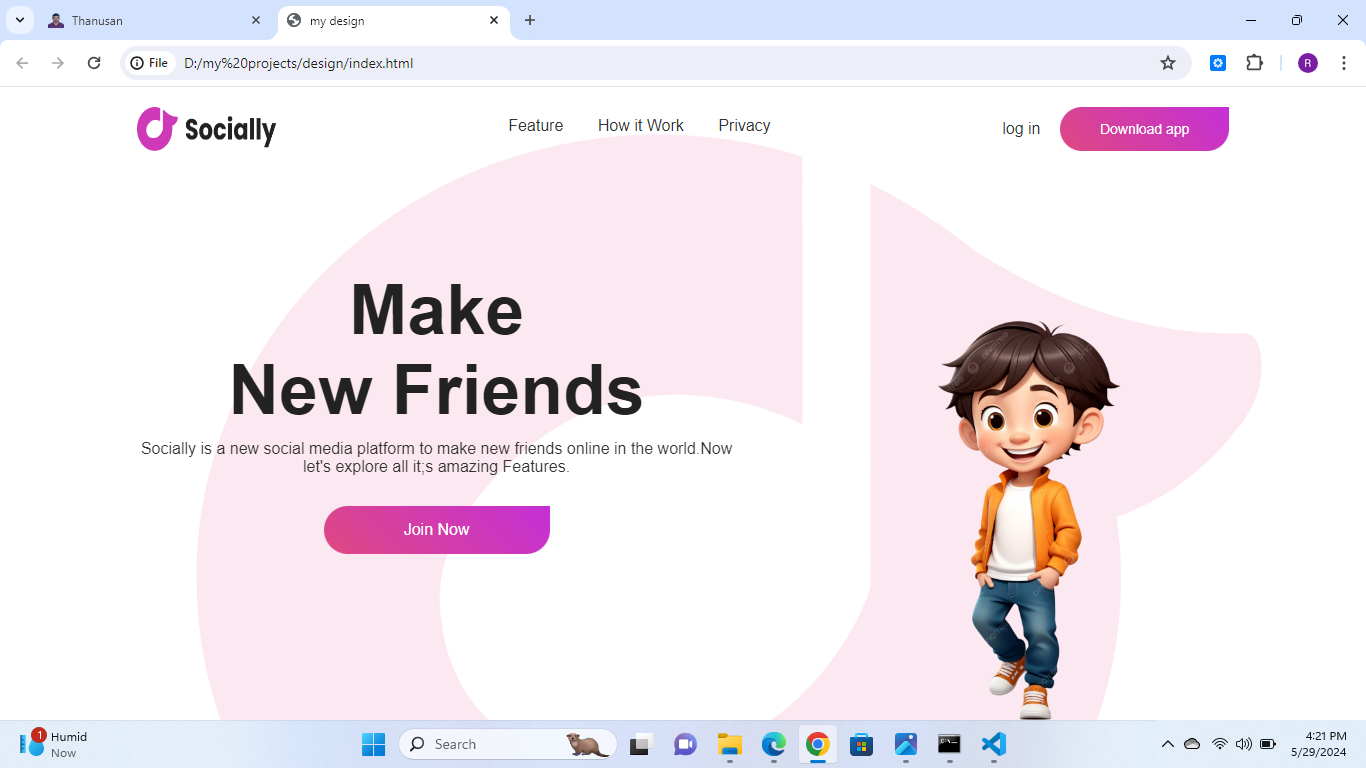 Thanusan
my design
File
D:/my%20projects/design/index.html
R
Socially
Feature
How it Work
Privacy
log in
Download app
Make
New Friends
Socially is a new social media platform to make new friends online in the world.Now
let's explore all it;s amazing Features.
Join Now
1
Humid
Now
Search
4:21 PM
5/29/2024